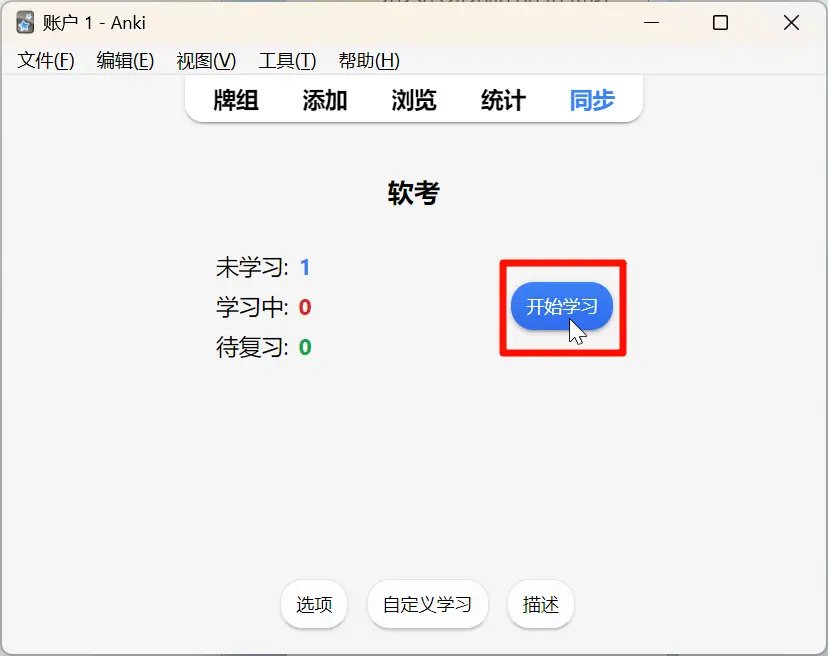 账户 1 - Anki
文件(F) 编辑(E) 视图(V) 工具(T) 帮助(H)
牌组 添加 浏览 统计 同步
软考
未学习: 1
学习中: 0
待复习: 0
开始学习
选项 自定义学习 描述